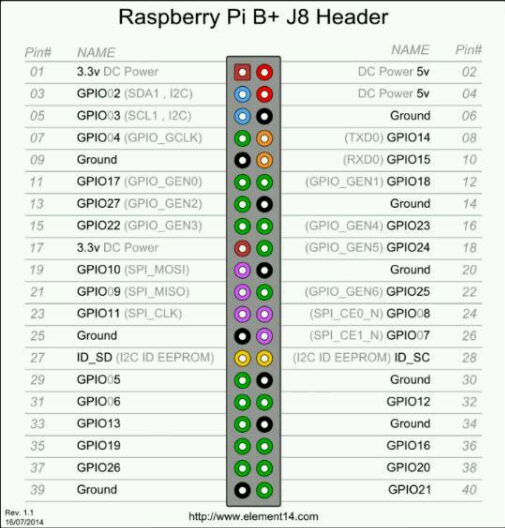 Raspberry Pi B+ J8 Header
Pin# NAME NAME Pin#
01 3.3v DC Power DC Power 5v 02
03 GPIO02 (SDA1 , I2C) DC Power 5v 04
05 GPIO03 (SCL1 , I2C) Ground 06
07 GPIO04 (GPIO_GCLK) (TXD0) GPIO14 08
09 Ground (RXD0) GPIO15 10
11 GPIO17 (GPIO_GEN0) (GPIO_GEN1) GPIO18 12
13 GPIO27 (GPIO_GEN2) Ground 14
15 GPIO22 (GPIO_GEN3) (GPIO_GEN4) GPIO23 16
17 3.3v DC Power (GPIO_GEN5) GPIO24 18
19 GPIO10 (SPI_MOSI) Ground 20
21 GPIO09 (SPI_MISO) (GPIO_GEN6) GPIO25 22
23 GPIO11 (SPI_CLK) (SPI_CE0_N) GPIO08 24
25 Ground (SPI_CE1_N) GPIO07 26
27 ID_SD (I2C ID EEPROM) (I2C ID EEPROM) ID_SC 28
29 GPIO05 Ground 30
31 GPIO06 GPIO12 32
33 GPIO13 Ground 34
35 GPIO19 GPIO16 36
37 GPIO26 GPIO20 38
39 Ground GPIO21 40
Rev. 1.1
16/07/2014 http://www.element14.com